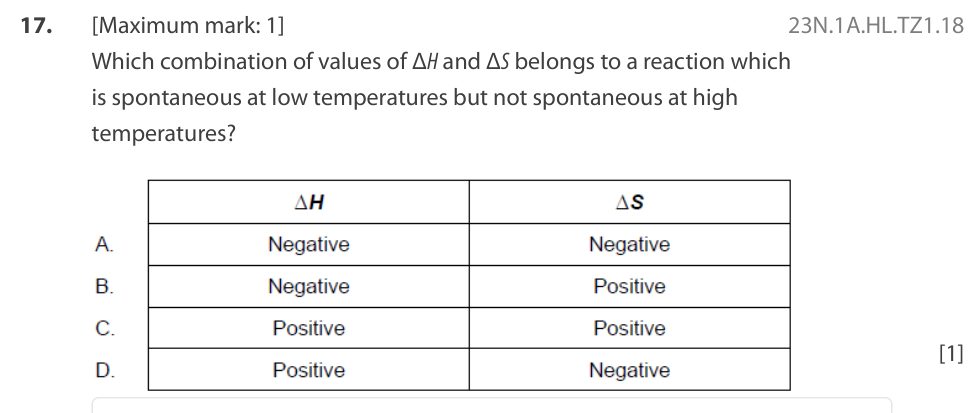 17. [Maximum mark: 1] 23N.1A.HL.TZ1.18
Which combination of values of ΔH and ΔS belongs to a reaction which
is spontaneous at low temperatures but not spontaneous at high
temperatures?
ΔH ΔS
A. Negative Negative
B. Negative Positive
C. Positive Positive
[1]
D. Positive Negative